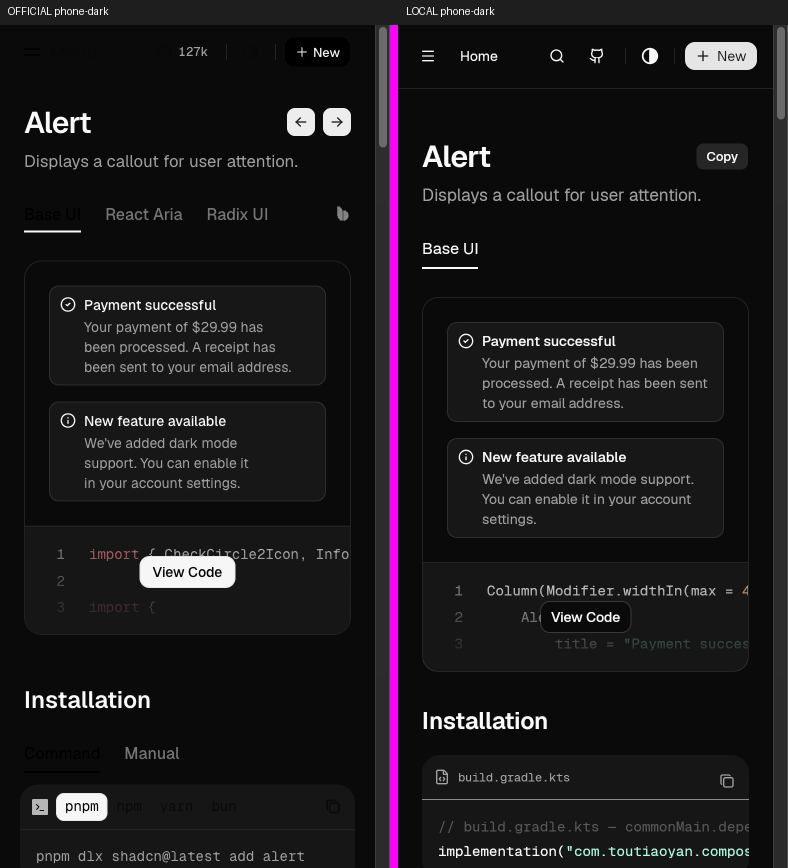 OFFICIAL phone-dark
127k
New
Alert
Displays a callout for user attention.
Base UI
React Aria
Radix UI
Payment successful
Your payment of $29.99 has
been processed. A receipt has
been sent to your email address.
New feature available
We've added dark mode
support. You can enable it
in your account settings.
1 import { CheckCircle2Icon, Info
2
3 import {
View Code
Installation
Command
Manual
pnpm
npm
yarn
bun
pnpm dlx shadcn@latest add alert
LOCAL phone-dark
Home
New
Alert
Copy
Displays a callout for user attention.
Base UI
Payment successful
Your payment of $29.99 has been
processed. A receipt has been sent
to your email address.
New feature available
We've added dark mode support.
You can enable it in your account
settings.
1 Column(Modifier.widthIn(max = 4
2 Al
3 title = "Payment succes
View Code
Installation
build.gradle.kts
// build.gradle.kts — commonMain.depe
implementation("com.toutiaoyan.compos